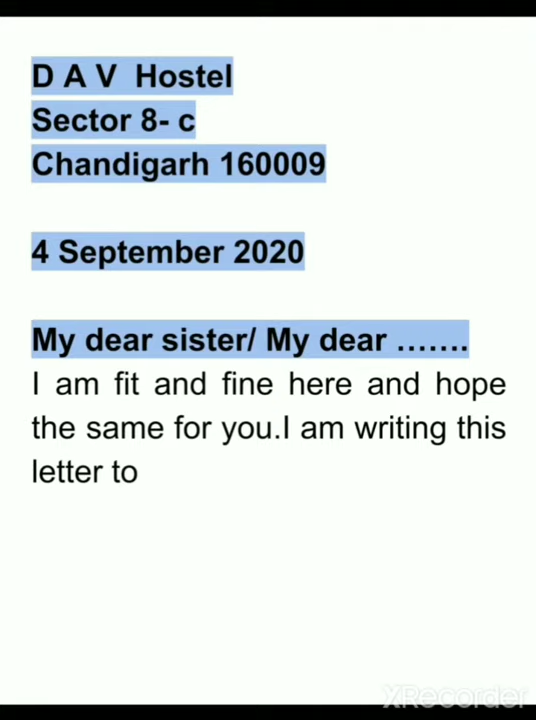 D A V Hostel
Sector 8- c
Chandigarh 160009
4 September 2020
My dear sister/ My dear …….
I am fit and fine here and hope
the same for you.I am writing this
letter to
XRecorder